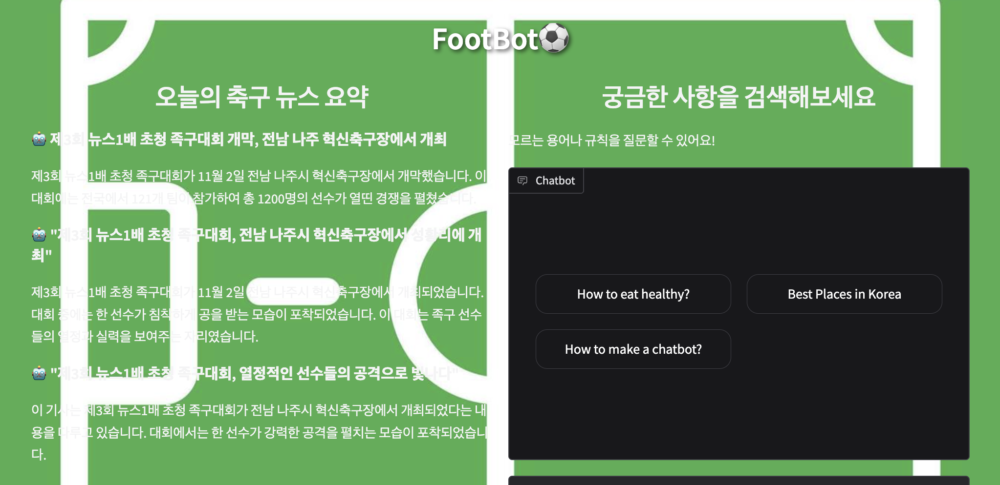 FootBot
오늘의 축구 뉴스 요약
🤖 제3회 뉴스1배 초청 족구대회 개막, 전남 나주 혁신축구장에서 개최
제3회 뉴스1배 초청 족구대회가 11월 2일 전남 나주시 혁신축구장에서 개막했습니다. 이
대회에는 전국에서 121개 팀이 참가하여 총 1200명의 선수가 열띤 경쟁을 펼쳤습니다.
🤖 "제3회 뉴스1배 초청 족구대회, 전남 나주시 혁신축구장에서 성황리에 개
최"
제3회 뉴스1배 초청 족구대회가 11월 2일 전남 나주시 혁신축구장에서 개최되었습니다.
대회 중에는 한 선수가 침착하게 공을 받는 모습이 포착되었습니다. 이 대회는 족구 선수
들의 열정과 실력을 보여주는 자리였습니다.
🤖 "제3회 뉴스1배 초청 족구대회, 열정적인 선수들의 공격으로 빛나다"
이 기사는 제3회 뉴스1배 초청 족구대회가 전남 나주시 혁신축구장에서 개최되었다는 내
용을 다루고 있습니다. 대회에서는 한 선수가 강력한 공격을 펼치는 모습이 포착되었습니
다.
궁금한 사항을 검색해보세요
모르는 용어나 규칙을 질문할 수 있어요!
Chatbot
How to eat healthy?
Best Places in Korea
How to make a chatbot?